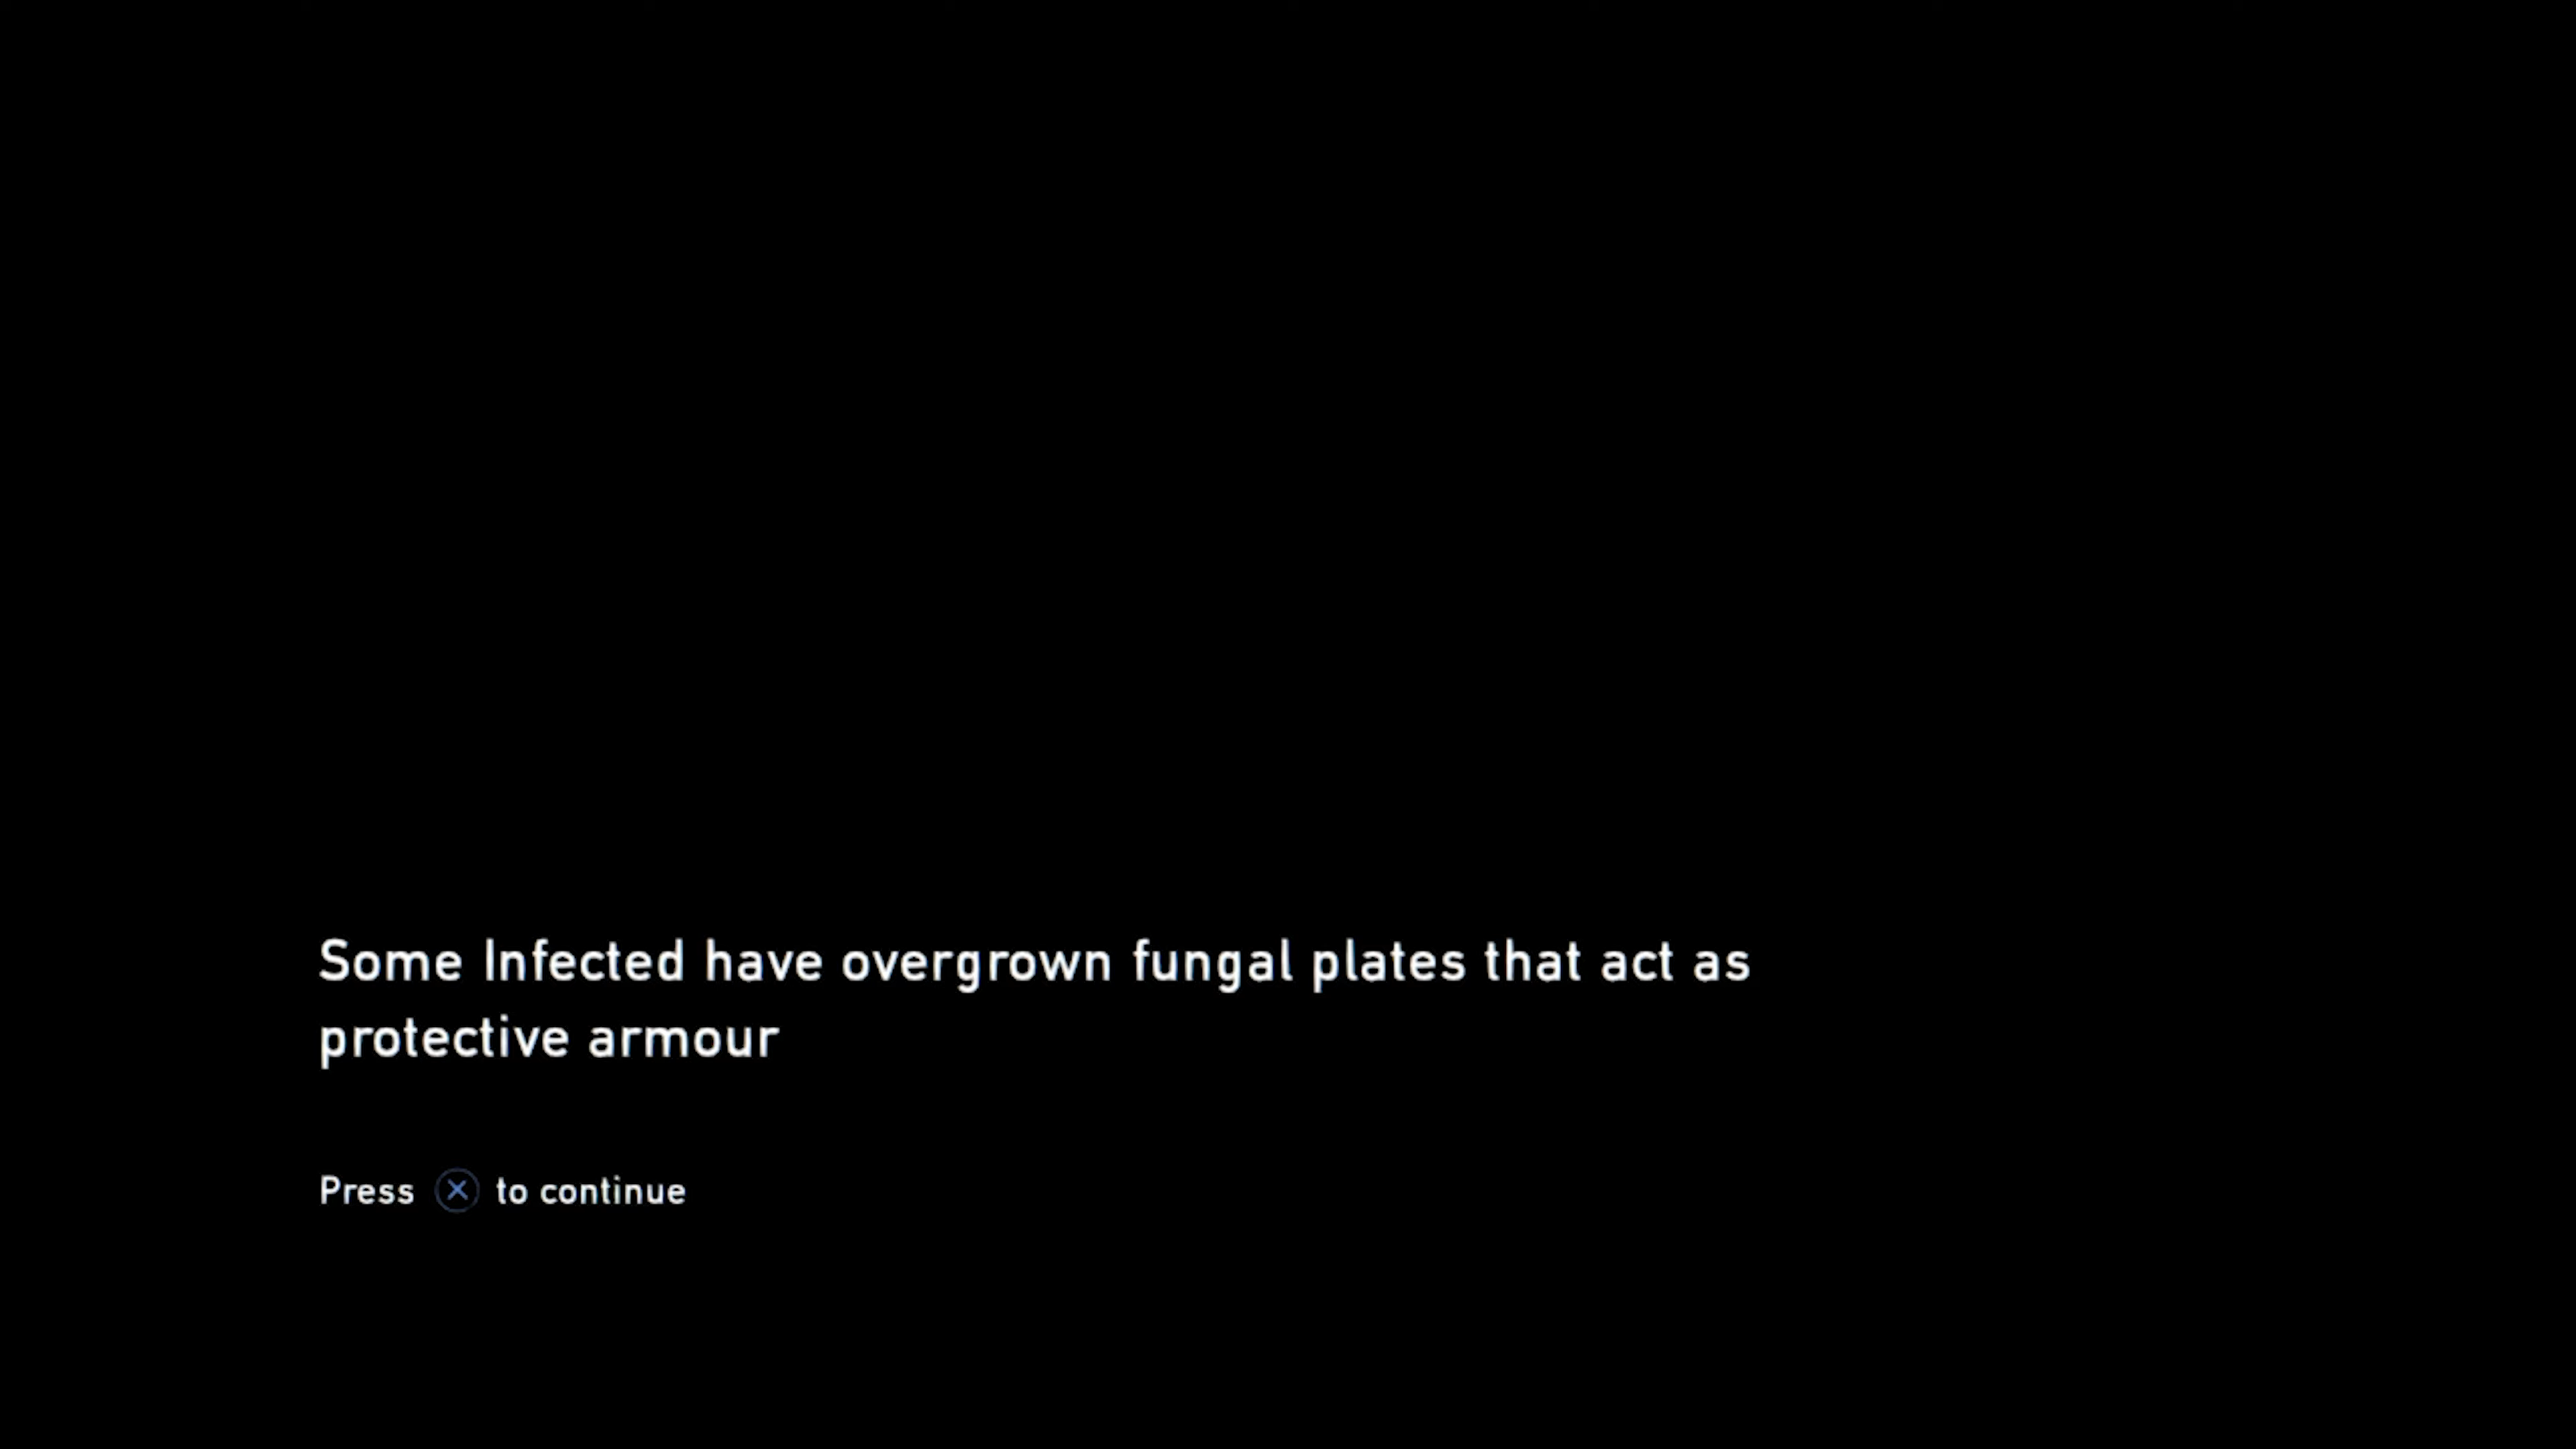 Some Infected have overgrown fungal plates that act as
protective armour
Press ⓧ to continue